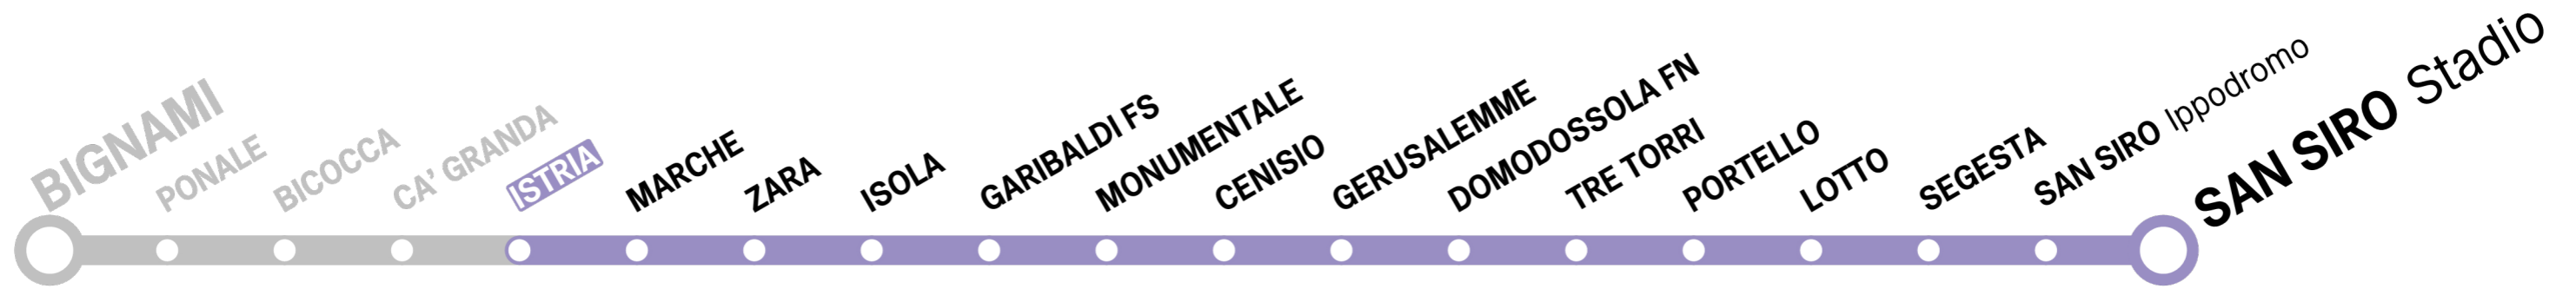 BIGNAMI
PONALE
BICOCCA
CA' GRANDA
ISTRIA
MARCHE
ZARA
ISOLA
GARIBALDI FS
MONUMENTALE
CENISIO
GERUSALEMME
DOMODOSSOLA FN
TRE TORRI
PORTELLO
LOTTO
SEGESTA
SAN SIRO Ippodromo
SAN SIRO Stadio